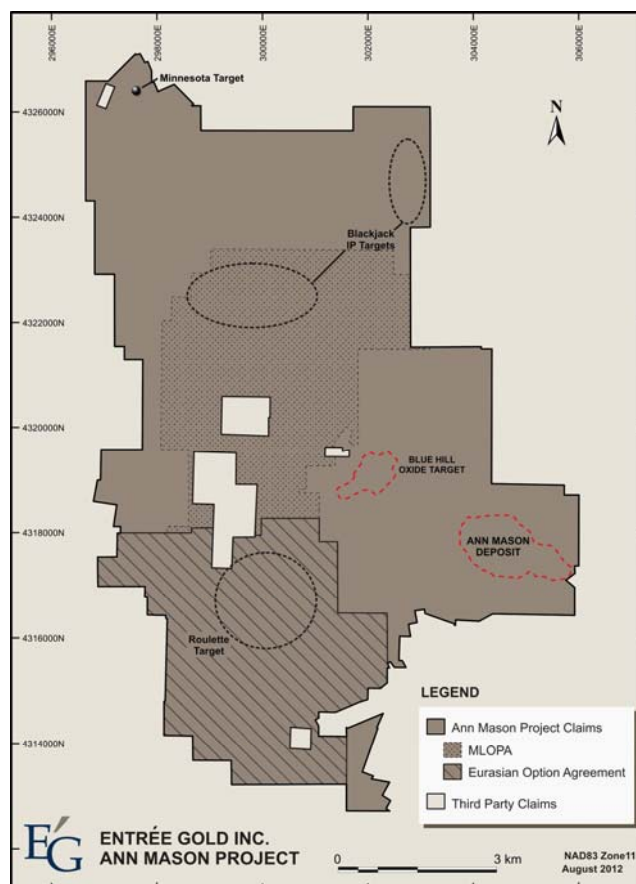 296000E
298000E
300000E
302000E
304000E
306000E
4326000N
4324000N
4322000N
4320000N
4318000N
4316000N
4314000N
Minnesota Target
N
Blackjack
IP Targets
BLUE HILL
OXIDE TARGET
ANN MASON
DEPOSIT
Roulette
Target
LEGEND
Ann Mason Project Claims
MLOPA
Eurasian Option Agreement
Third Party Claims
EG
ENTRÉE GOLD INC.
ANN MASON PROJECT
0
3 km
NAD83 Zone11
August 2012